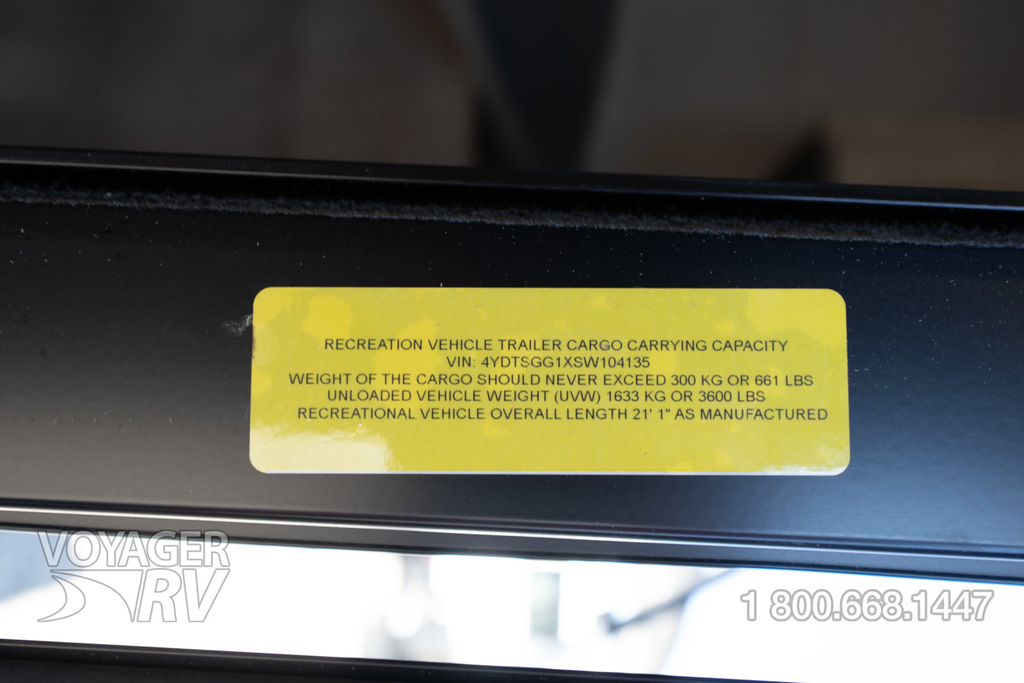 RECREATION VEHICLE TRAILER CARGO CARRYING CAPACITY
VIN: 4YDTSGG1XSW104135
WEIGHT OF THE CARGO SHOULD NEVER EXCEED 300 KG OR 661 LBS
UNLOADED VEHICLE WEIGHT (UVW) 1633 KG OR 3600 LBS
RECREATIONAL VEHICLE OVERALL LENGTH 21' 1" AS MANUFACTURED
VOYAGER
RV
1 800.668.1447